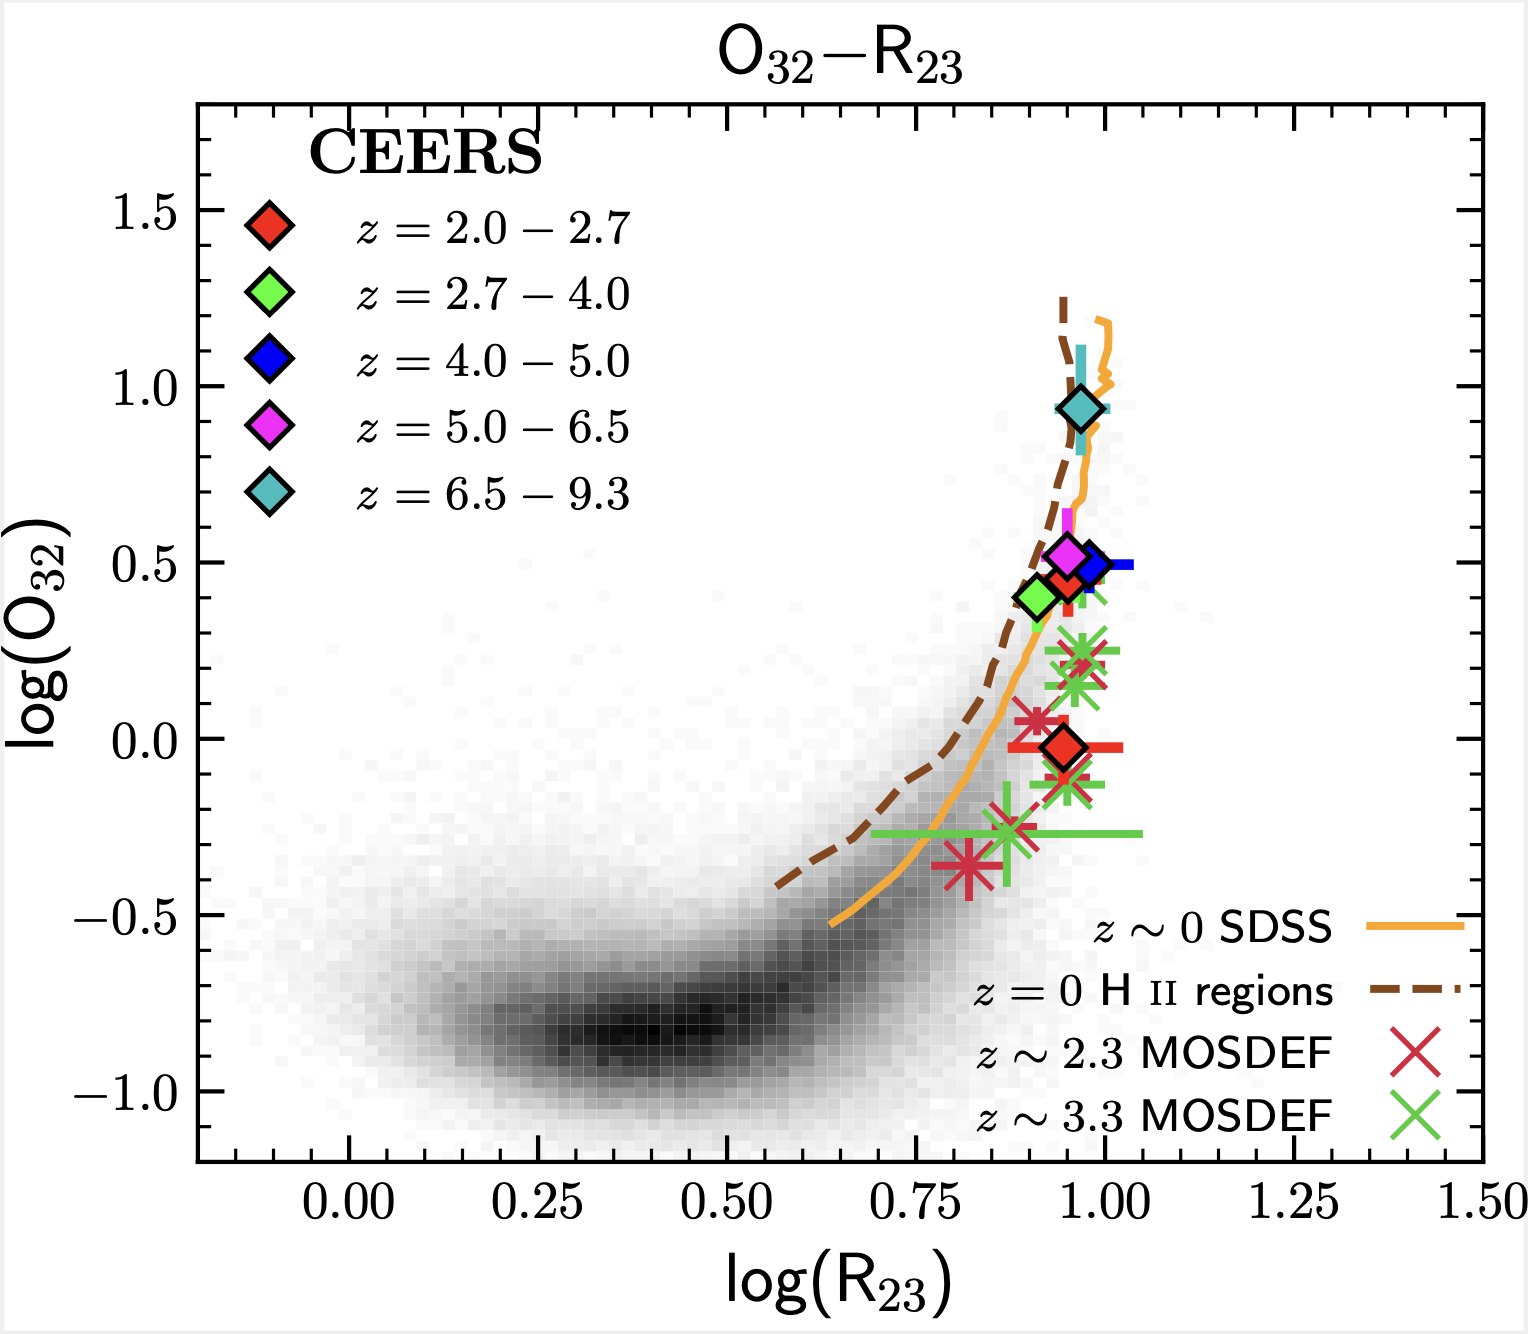 O₃₂−R₂₃
CEERS
z = 2.0 − 2.7
z = 2.7 − 4.0
z = 4.0 − 5.0
z = 5.0 − 6.5
z = 6.5 − 9.3
1.5
1.0
0.5
0.0
−0.5
−1.0
log(O₃₂)
z ∼ 0 SDSS
z = 0 H II regions
z ∼ 2.3 MOSDEF
z ∼ 3.3 MOSDEF
0.00 0.25 0.50 0.75 1.00 1.25 1.50
log(R₂₃)